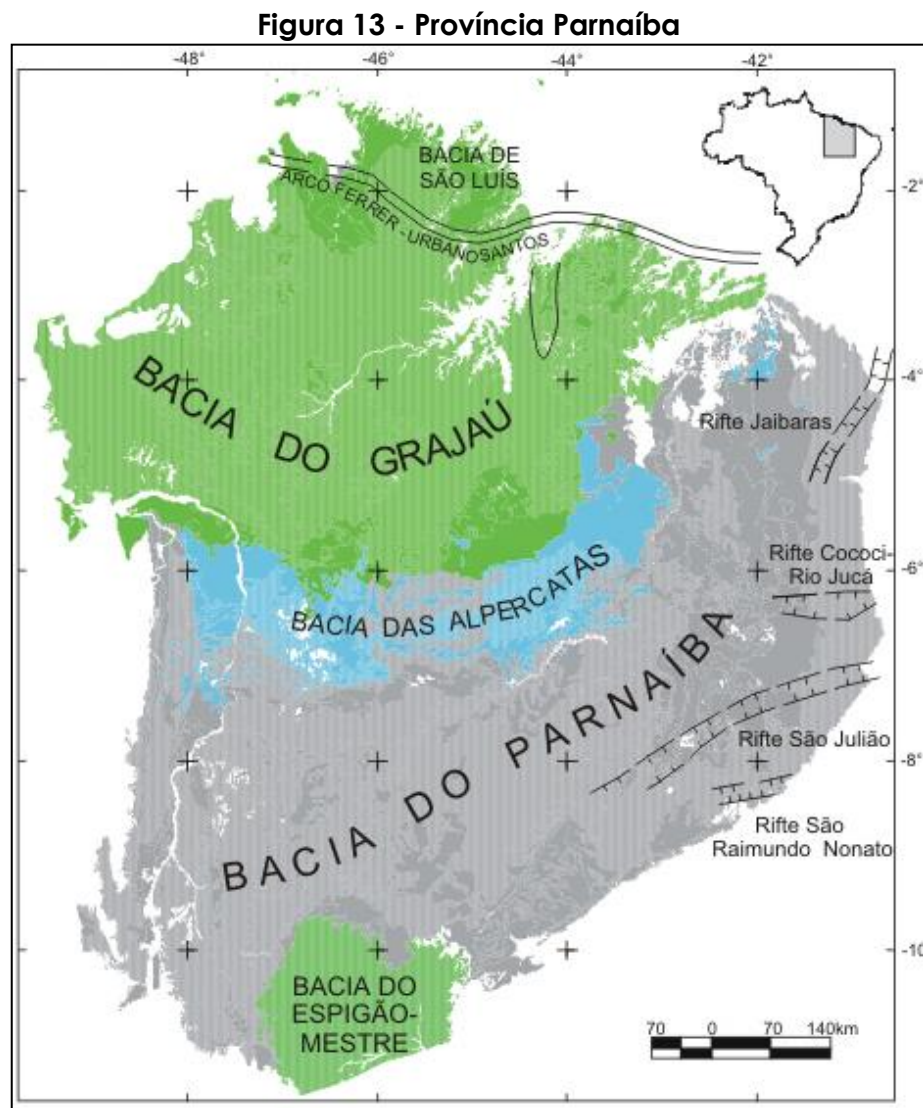 Figura 13 - Província Parnaíba
-48°
-46°
-44°
-42°
BACIA DE
SÃO LUÍS
-2°
ARCO FERRER - URBANOSANTOS
-4°
BACIA DO GRAJAÚ
Rifte Jaibaras
Rifte Cococi-
Rio Jucá
-6°
BACIA DAS ALPERCATAS
BACIA DO PARNAÍBA
Rifte São Julião
-8°
Rifte São
Raimundo Nonato
-10
BACIA DO
ESPIGÃO-
MESTRE
70 0 70 140km